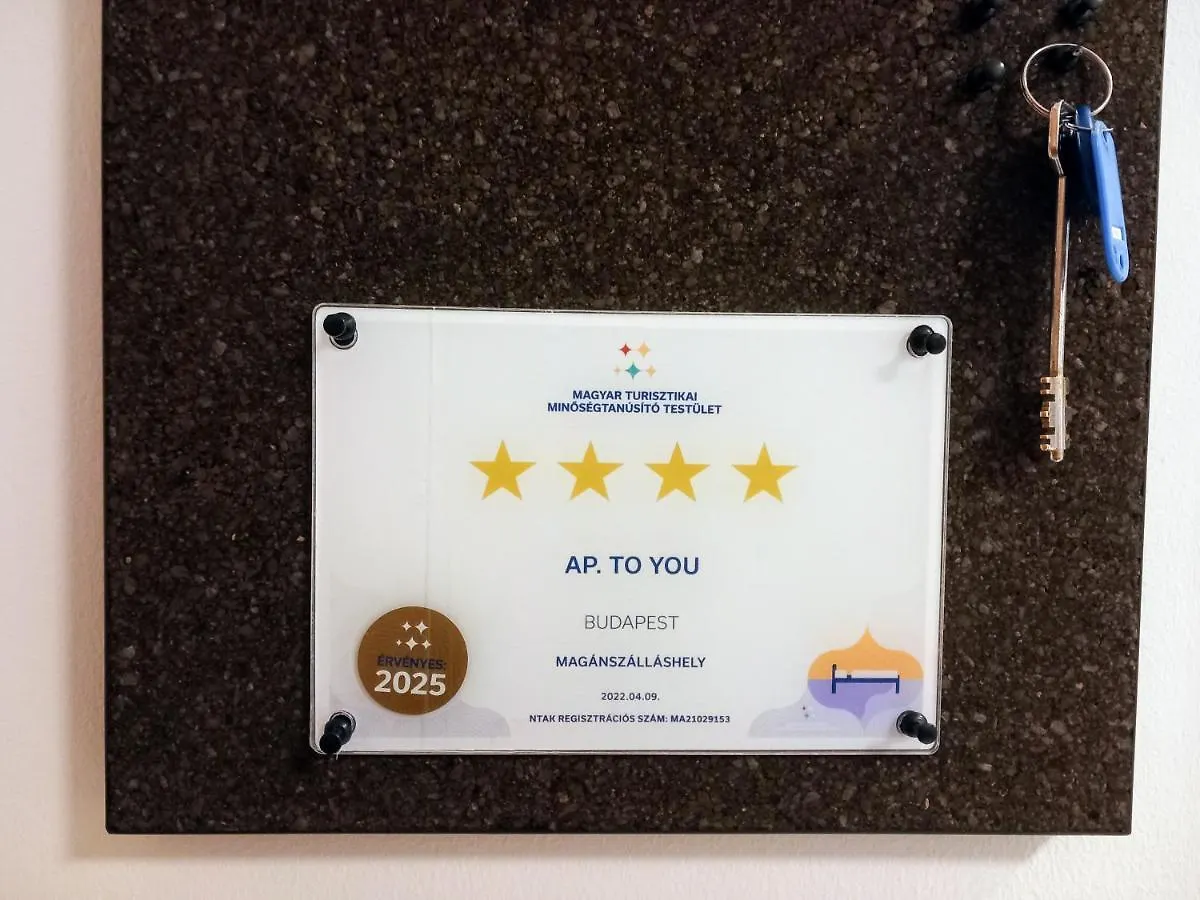 MAGYAR TURISZTIKAI
MINŐSÉGTANÚSÍTÓ TESTÜLET
AP. TO YOU
BUDAPEST
MAGÁNSZÁLLÁSHELY
2022.04.09.
NTAK REGISZTRÁCIÓS SZÁM: MA21029153
ÉRVÉNYES:
2025